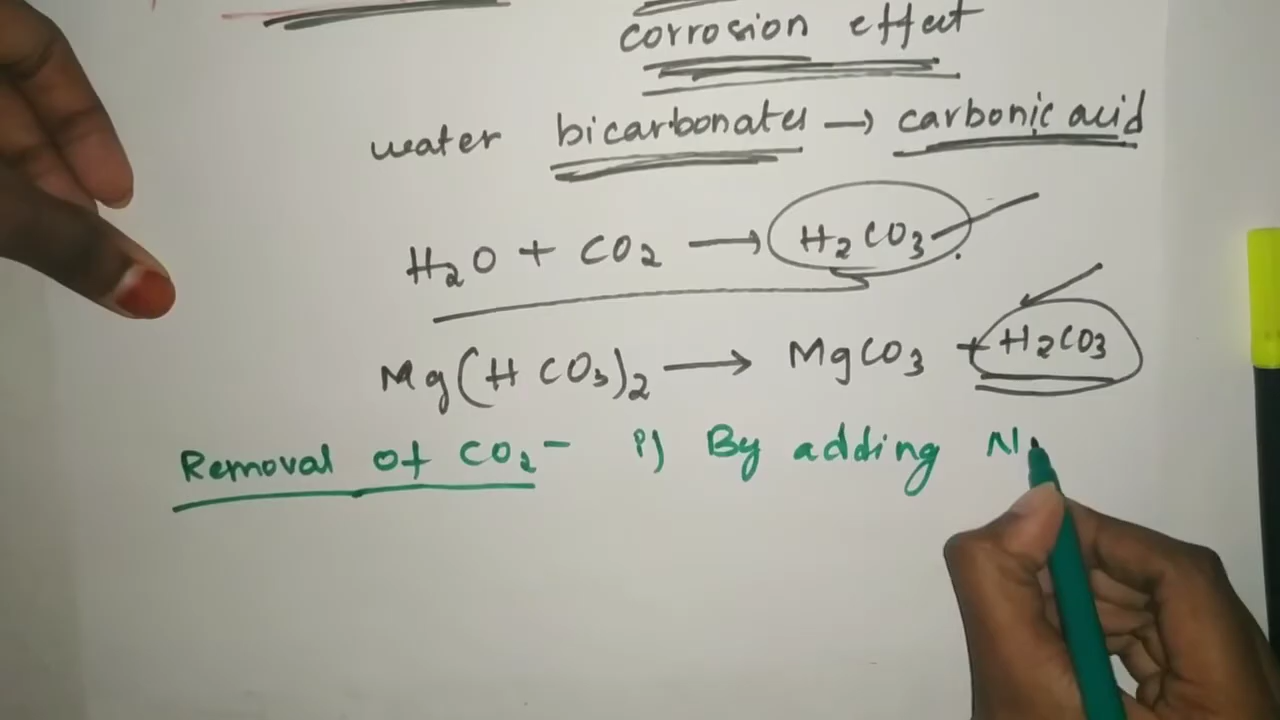 corrosion effect
water bicarbonates → carbonic acid
H₂O + CO₂ → H₂CO₃
Mg(HCO₃)₂ → MgCO₃ + H₂CO₃
Removal of CO₂ - i) By adding N